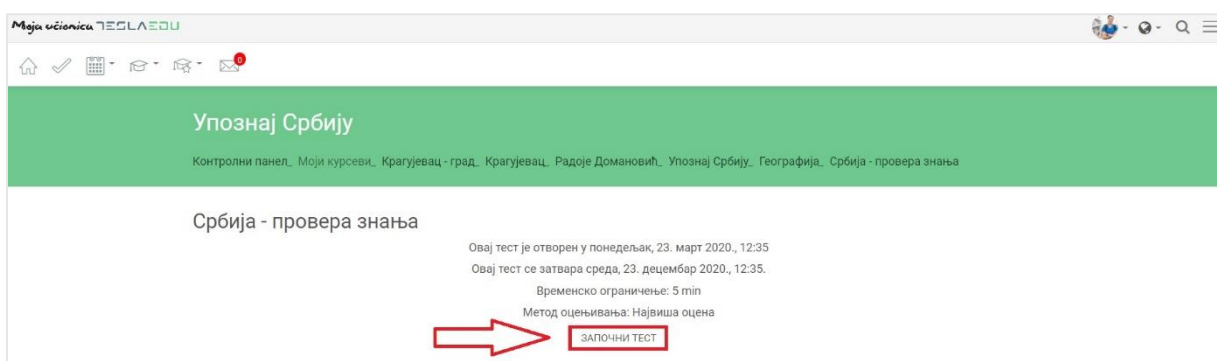 Moja učionica TESLAEDU
0
Упознај Србију
Контролни панел_ Моји курсеви_ Крагујевац - град_ Крагујевац_ Радоје Домановић_ Упознај Србију_ Географија_ Србија - провера знања
Србија - провера знања
Овај тест је отворен у понедељак, 23. март 2020., 12:35
Овај тест се затвара среда, 23. децембар 2020., 12:35.
Временско ограничење: 5 min
Метод оцењивања: Највиша оцена
ЗАПОЧНИ ТЕСТ